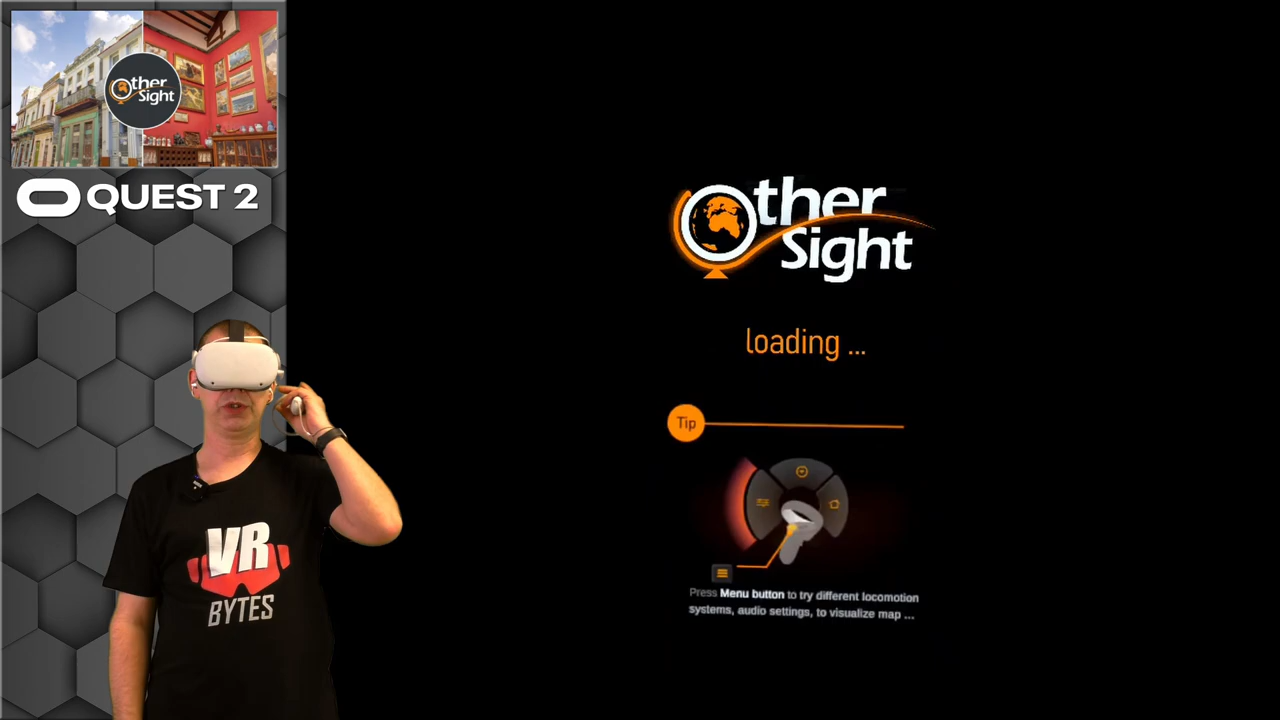 Other
Sight
QUEST 2
VR
BYTES
Other
Sight
loading ...
Tip
Press Menu button to try different locomotion
systems, audio settings, to visualize map ...